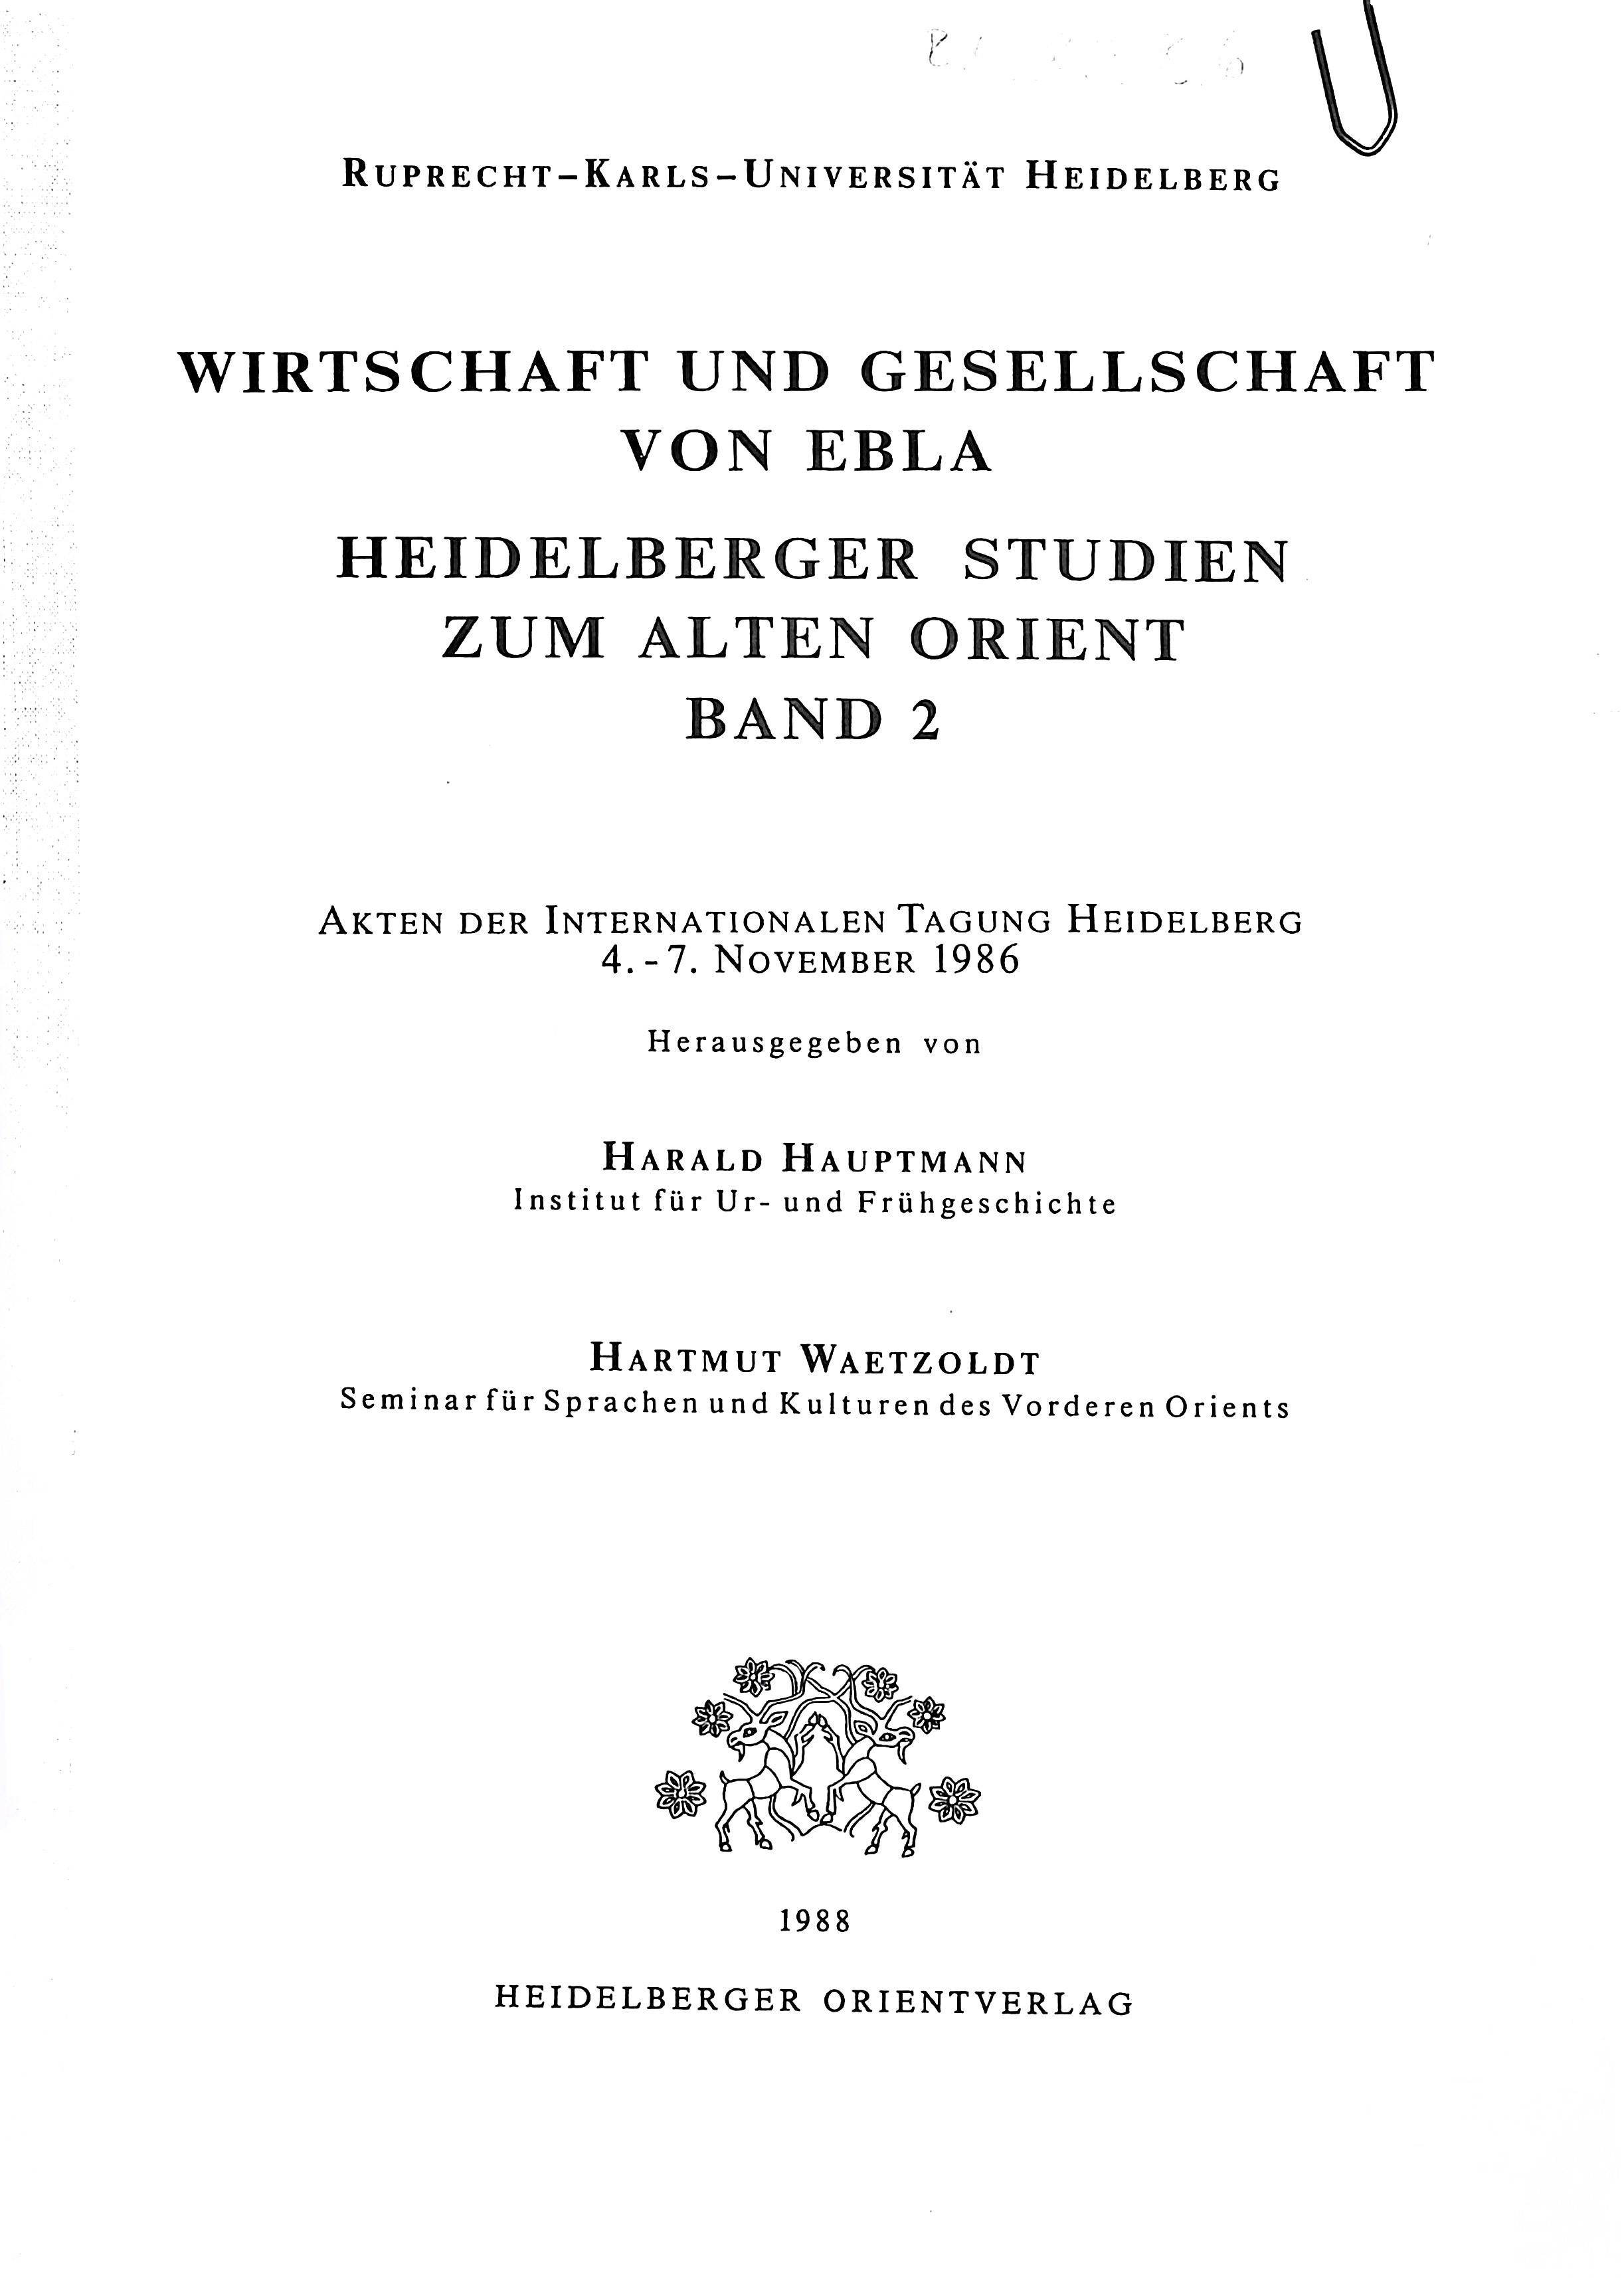 RUPRECHT-KARLS-UNIVERSITÄT HEIDELBERG
WIRTSCHAFT UND GESELLSCHAFT
VON EBLA
HEIDELBERGER STUDIEN
ZUM ALTEN ORIENT
BAND 2
AKTEN DER INTERNATIONALEN TAGUNG HEIDELBERG
4.-7. NOVEMBER 1986
Herausgegeben von
HARALD HAUPTMANN
Institut für Ur- und Frühgeschichte
HARTMUT WAETZOLDT
Seminar für Sprachen und Kulturen des Vorderen Orients
1988
HEIDELBERGER ORIENTVERLAG